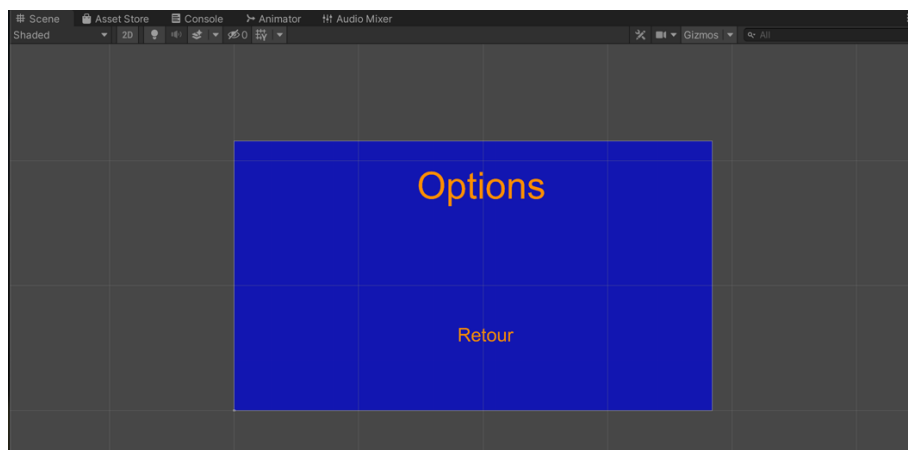 Scene Asset Store Console Animator Audio Mixer
Shaded 2D 0 Gizmos All
Options
Retour